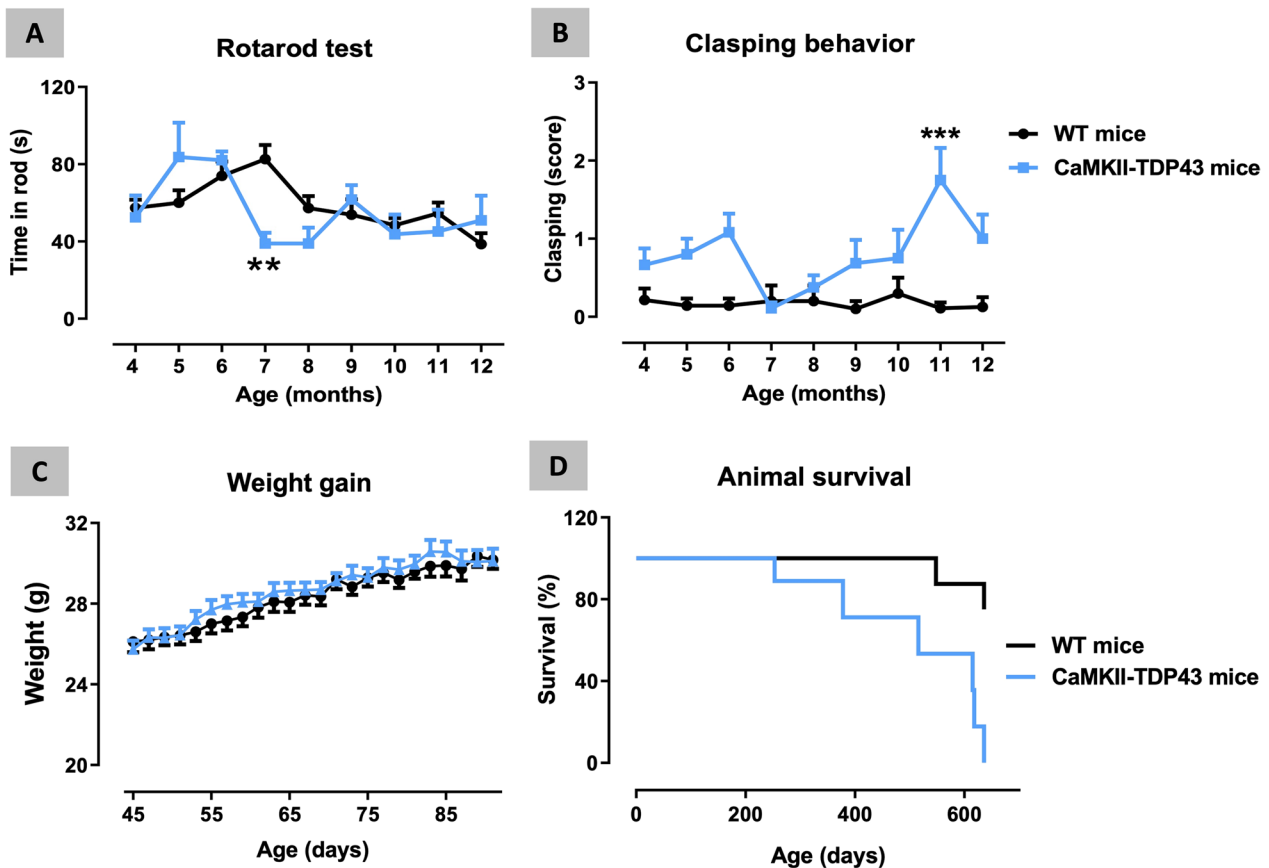 A
Rotarod test
120
80
40
0
Time in rod (s)
**
4 5 6 7 8 9 10 11 12
Age (months)
B
Clasping behavior
3
2
1
0
Clasping (score)
***
4 5 6 7 8 9 10 11 12
Age (months)
WT mice
CaMKII-TDP43 mice
C
Weight gain
32
28
24
20
Weight (g)
45 55 65 75 85
Age (days)
D
Animal survival
120
80
40
0
Survival (%)
0 200 400 600
Age (days)
WT mice
CaMKII-TDP43 mice